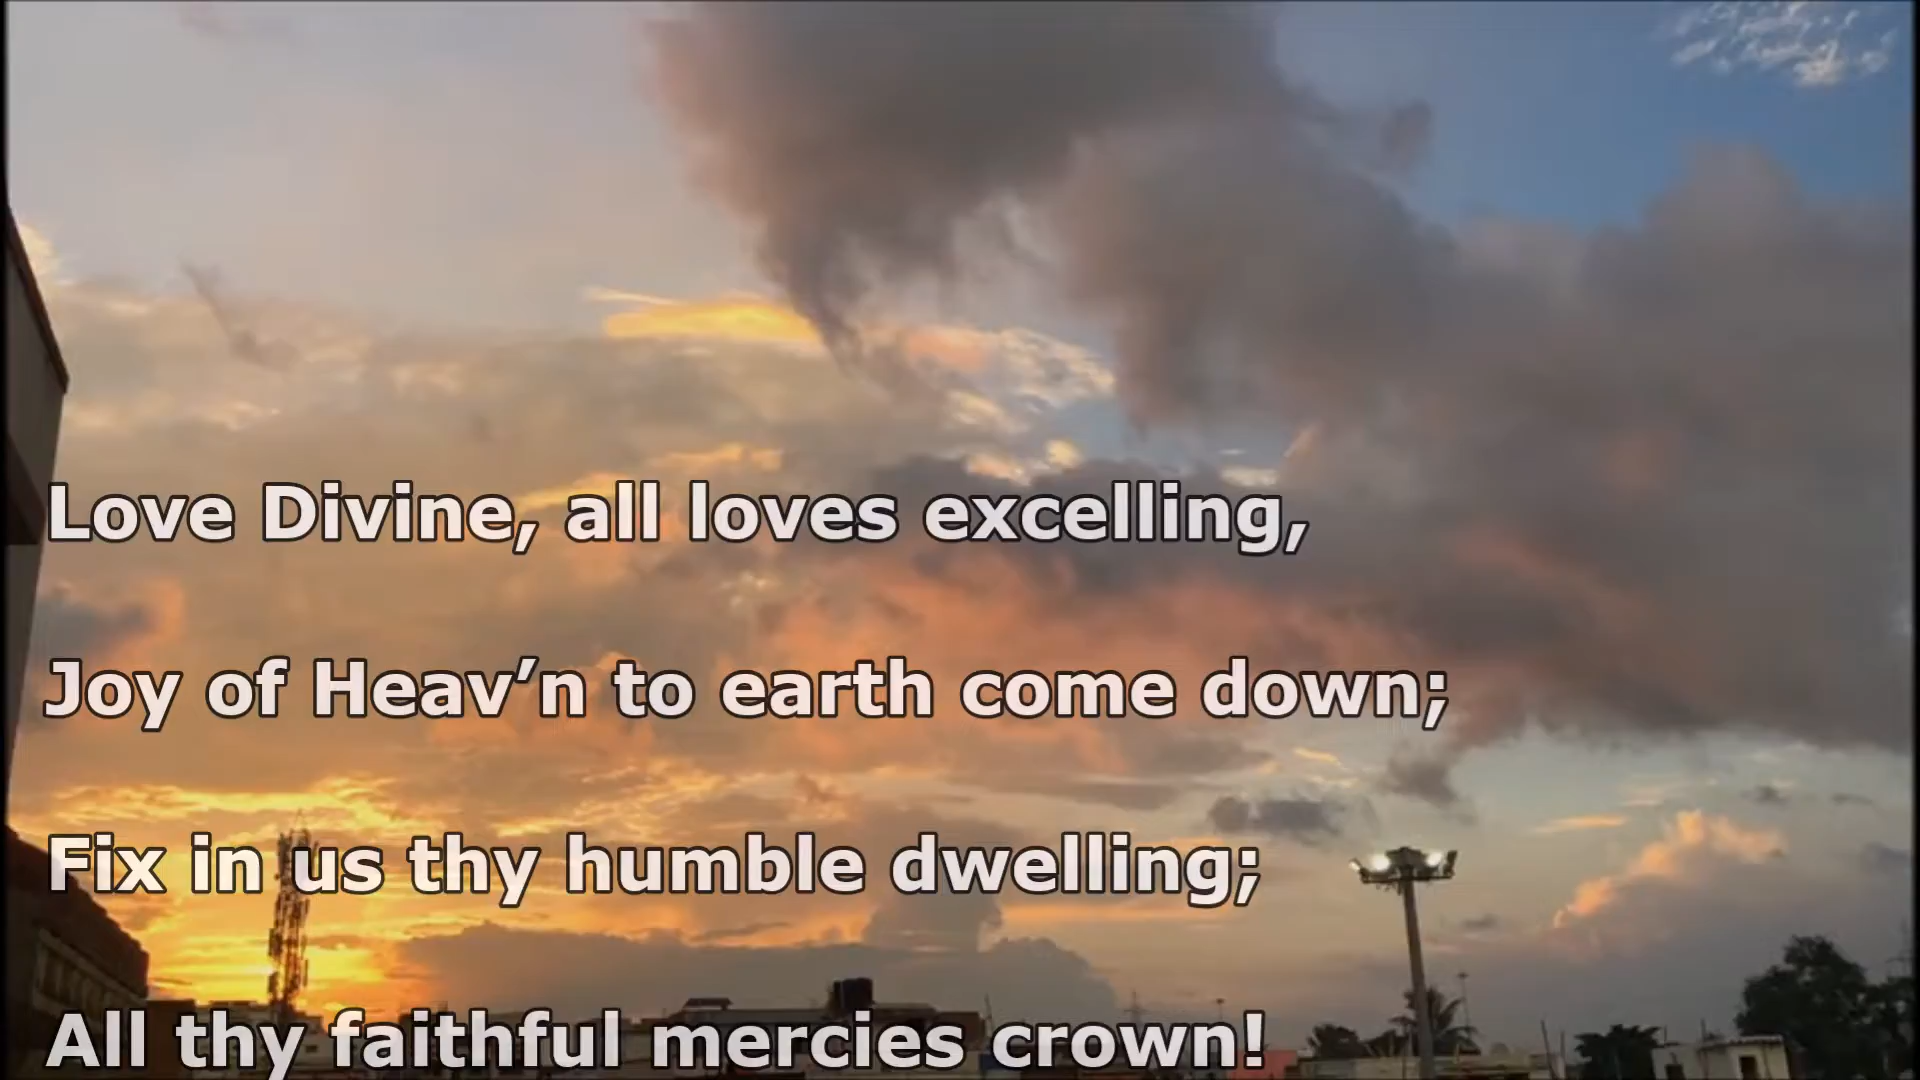 Love Divine, all loves excelling,
Joy of Heav’n to earth come down;
Fix in us thy humble dwelling;
All thy faithful mercies crown!